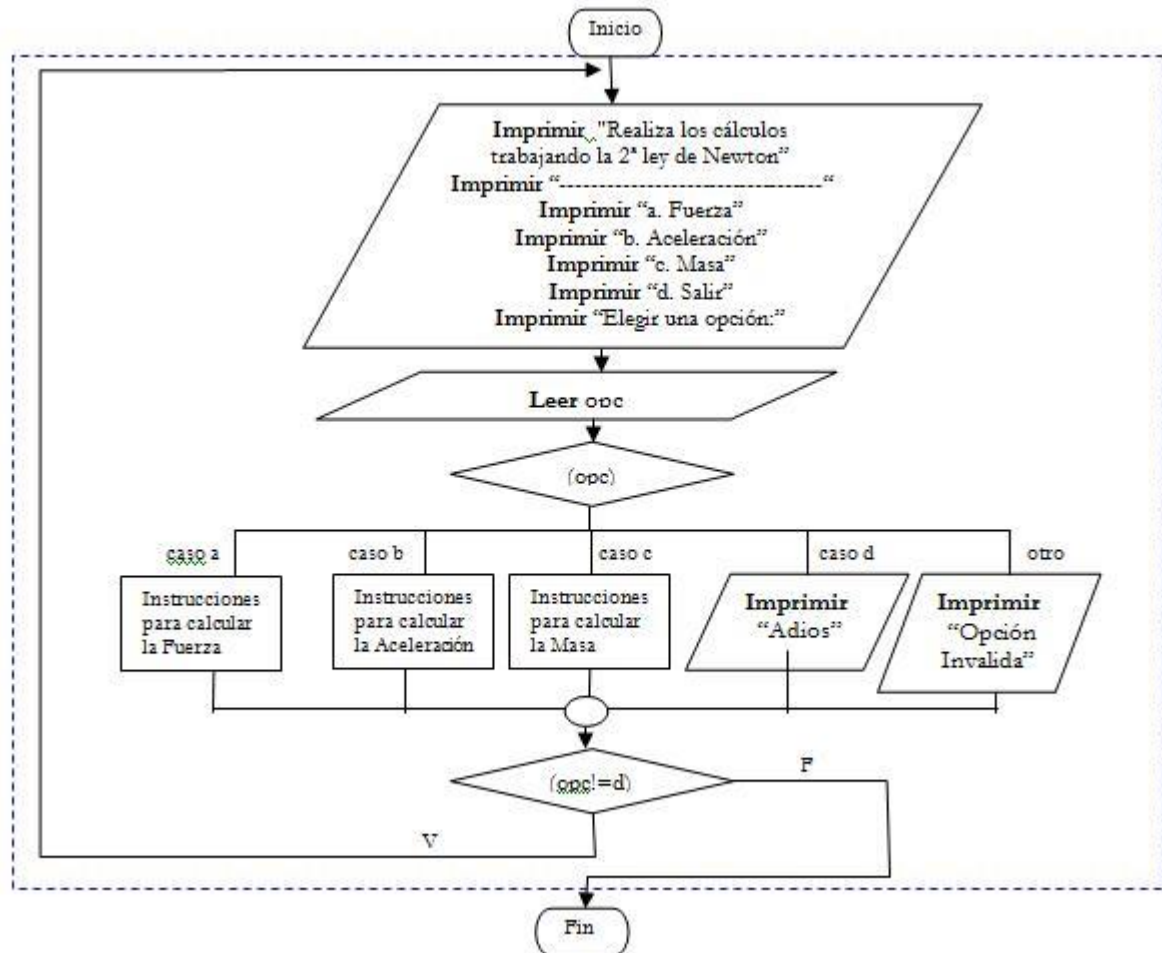 Inicio
Imprimir "Realiza los cálculos
trabajando la 2ª ley de Newton”
Imprimir “----------------------------------“
Imprimir “a. Fuerza”
Imprimir “b. Aceleración”
Imprimir “c. Masa”
Imprimir “d. Salir”
Imprimir “Elegir una opción:”
Leer opc
(opc)
caso a
caso b
caso c
caso d
otro
Instrucciones
para calcular
la Fuerza
Instrucciones
para calcular
la Aceleración
Instrucciones
para calcular
la Masa
Imprimir
“Adios”
Imprimir
“Opción
Invalida”
(opc!=d)
F
V
Fin